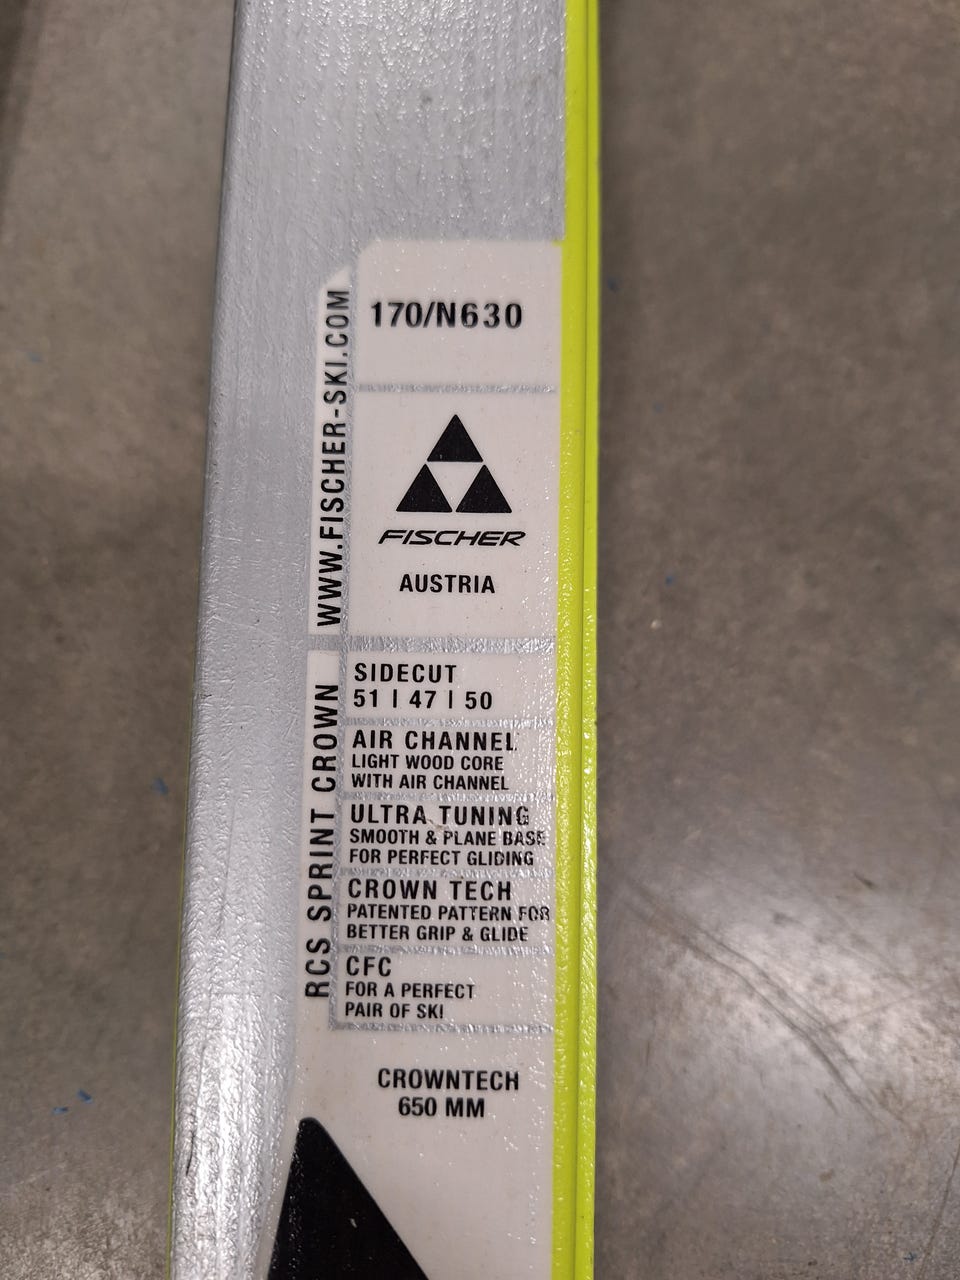 170/N630
WWW.FISCHER-SKI.COM
FISCHER
AUSTRIA
RCS SPRINT CROWN
SIDECUT
51 | 47 | 50
AIR CHANNEL
LIGHT WOOD CORE
WITH AIR CHANNEL
ULTRA TUNING
SMOOTH & PLANE BASE
FOR PERFECT GLIDING
CROWN TECH
PATENTED PATTERN FOR
BETTER GRIP & GLIDE
CFC
FOR A PERFECT
PAIR OF SKI
CROWNTECH
650 MM